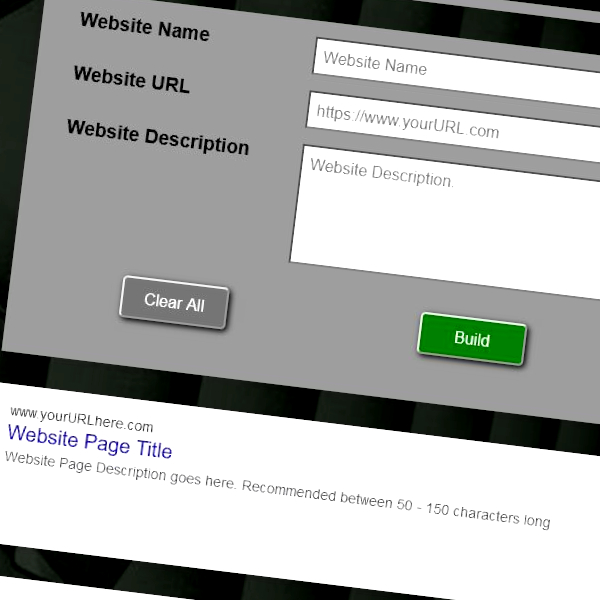 Website Name
Website Name
Website URL
https://www.yourURL.com
Website Description
Website Description.
Clear All
Build
www.yourURLhere.com
Website Page Title
Website Page Description goes here. Recommended between 50 - 150 characters long